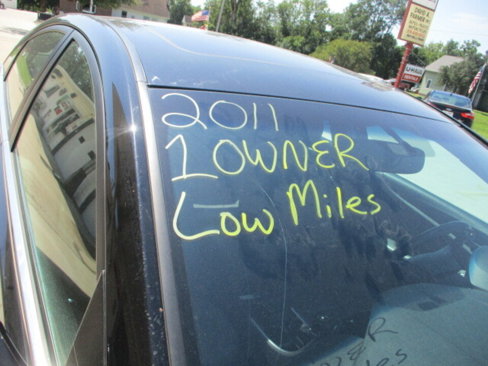 2011
1 OWNER
Low Miles